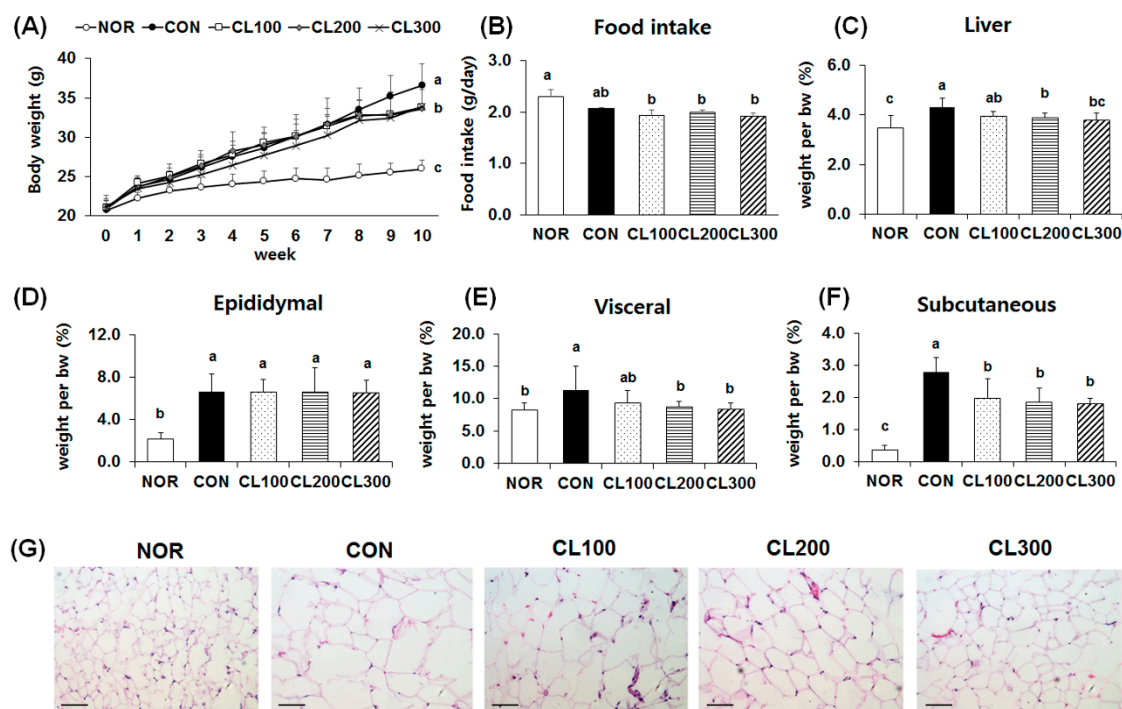 (A)
NOR CON CL100 CL200 CL300
Body weight (g)
40
35
30
25
20
a
b
c
0 1 2 3 4 5 6 7 8 9 10
week
(B)
Food intake
Food intake (g/day)
3.0
2.0
1.0
0.0
a ab b b b
NOR CON CL100 CL200 CL300
(C)
Liver
weight per bw (%)
6.0
4.0
2.0
0.0
c a ab b bc
NOR CON CL100 CL200 CL300
(D)
Epididymal
weight per bw (%)
12.0
8.0
4.0
0.0
b a a a a
NOR CON CL100 CL200 CL300
(E)
Visceral
weight per bw (%)
20.0
15.0
10.0
5.0
0.0
b a ab b b
NOR CON CL100 CL200 CL300
(F)
Subcutaneous
weight per bw (%)
4.0
3.0
2.0
1.0
0.0
c a b b b
NOR CON CL100 CL200 CL300
(G)
NOR CON CL100 CL200 CL300